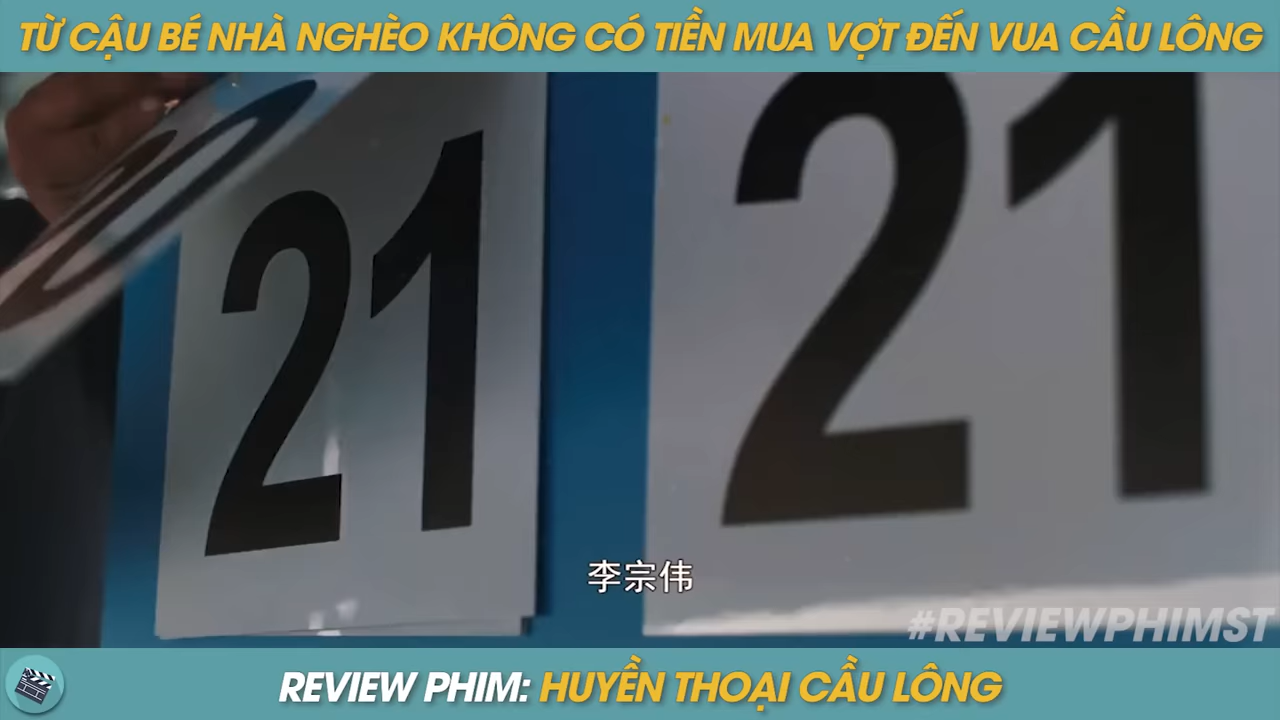 TỪ CẬU BÉ NHÀ NGHÈO KHÔNG CÓ TIỀN MUA VỢT ĐẾN VUA CẦU LÔNG
21 21
李宗伟
#REVIEWPHIMST
REVIEW PHIM: HUYỀN THOẠI CẦU LÔNG